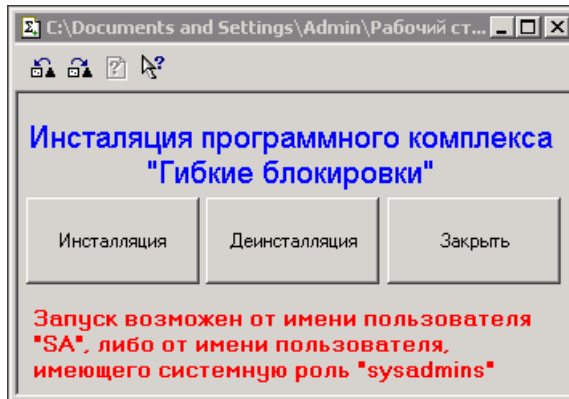 C:\Documents and Settings\Admin\Рабочий ст...
Инсталяция программного комплекса
"Гибкие блокировки"
Инсталляция
Деинсталляция
Закрыть
Запуск возможен от имени пользователя
"SA", либо от имени пользователя,
имеющего системную роль "sysadmins"